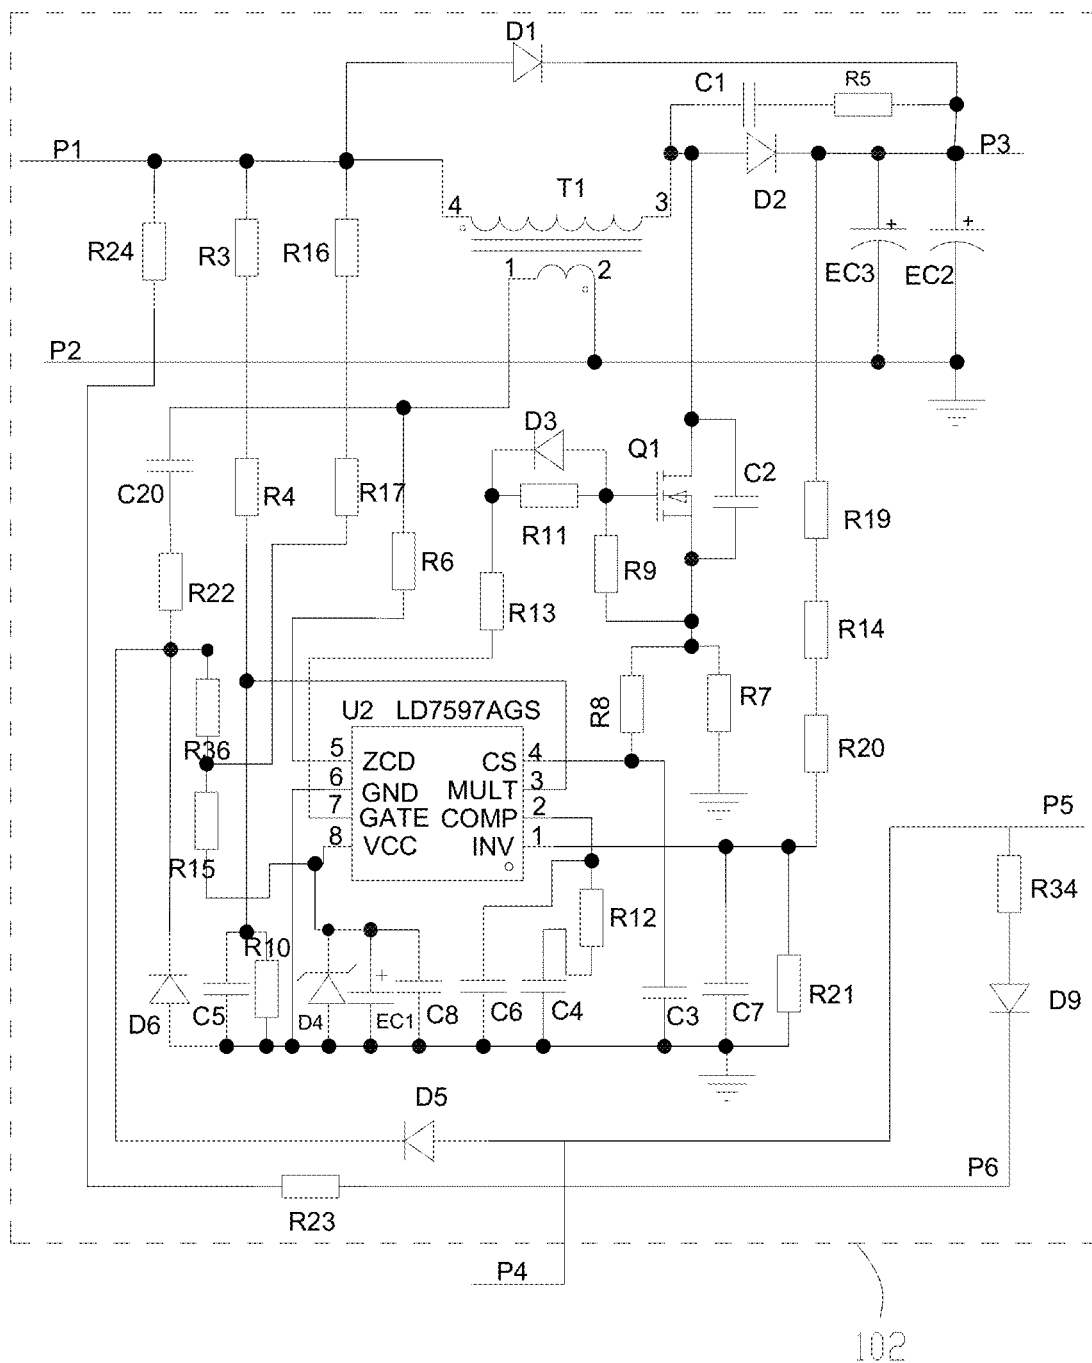 D1
C1
R5
P1
P3
T1
4
3
D2
R24
R3
R16
1
2
EC3
EC2
+
+
P2
D3
Q1
C2
C20
R4
R17
R11
R19
R6
R9
R22
R13
R14
R8
R7
U2 LD7597AGS
R36
R20
5 ZCD CS 4
6 GND MULT 3
7 GATE COMP 2
8 VCC INV 1
P5
R15
R34
R12
R10
+
D6
C5
D4
EC1
C8
C6
C4
C3
C7
R21
D9
D5
P6
R23
P4
102